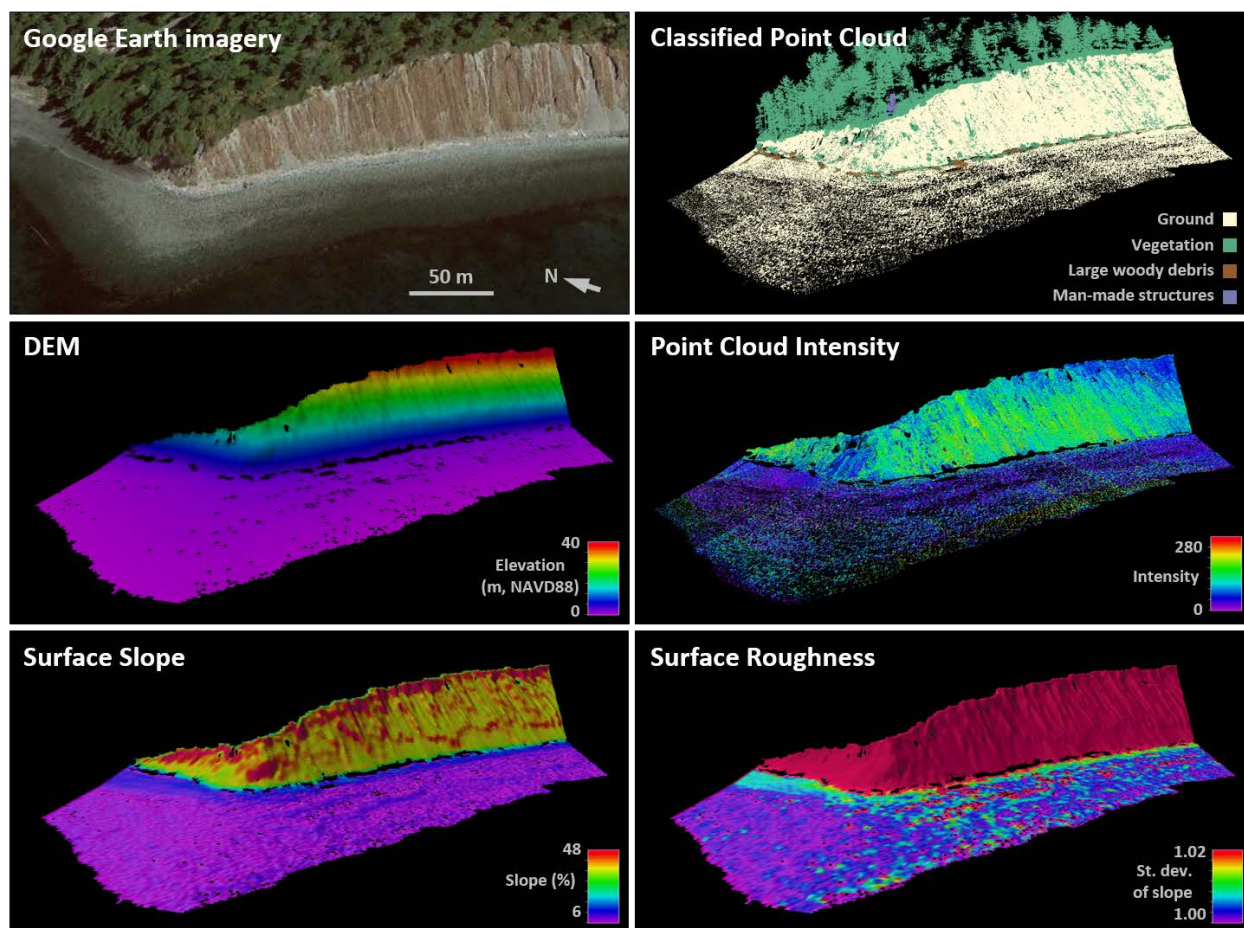 Google Earth imagery
50 m
N
Classified Point Cloud
Ground
Vegetation
Large woody debris
Man-made structures
DEM
40
Elevation
(m, NAVD88)
0
Point Cloud Intensity
280
Intensity
0
Surface Slope
48
Slope (%)
6
Surface Roughness
1.02
St. dev.
of slope
1.00